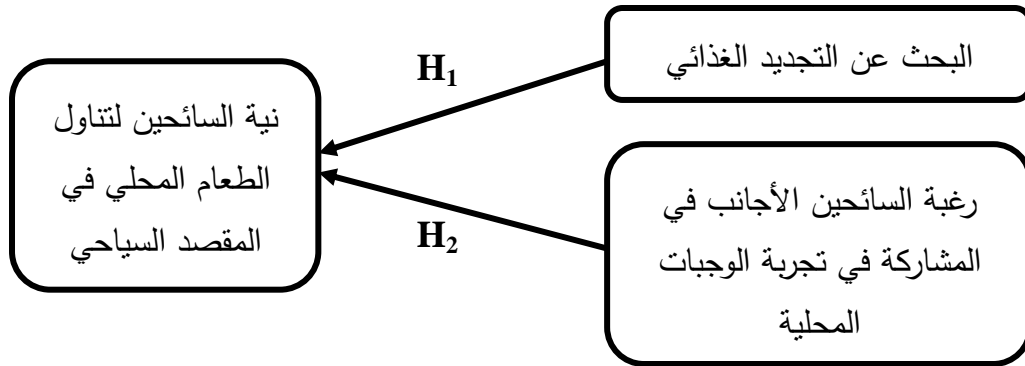 البحث عن التجديد الغذائي
H₁
نية السائحين لتناول
الطعام المحلي في
المقصد السياحي
رغبة السائحين الأجانب في
المشاركة في تجربة الوجبات
المحلية
H₂